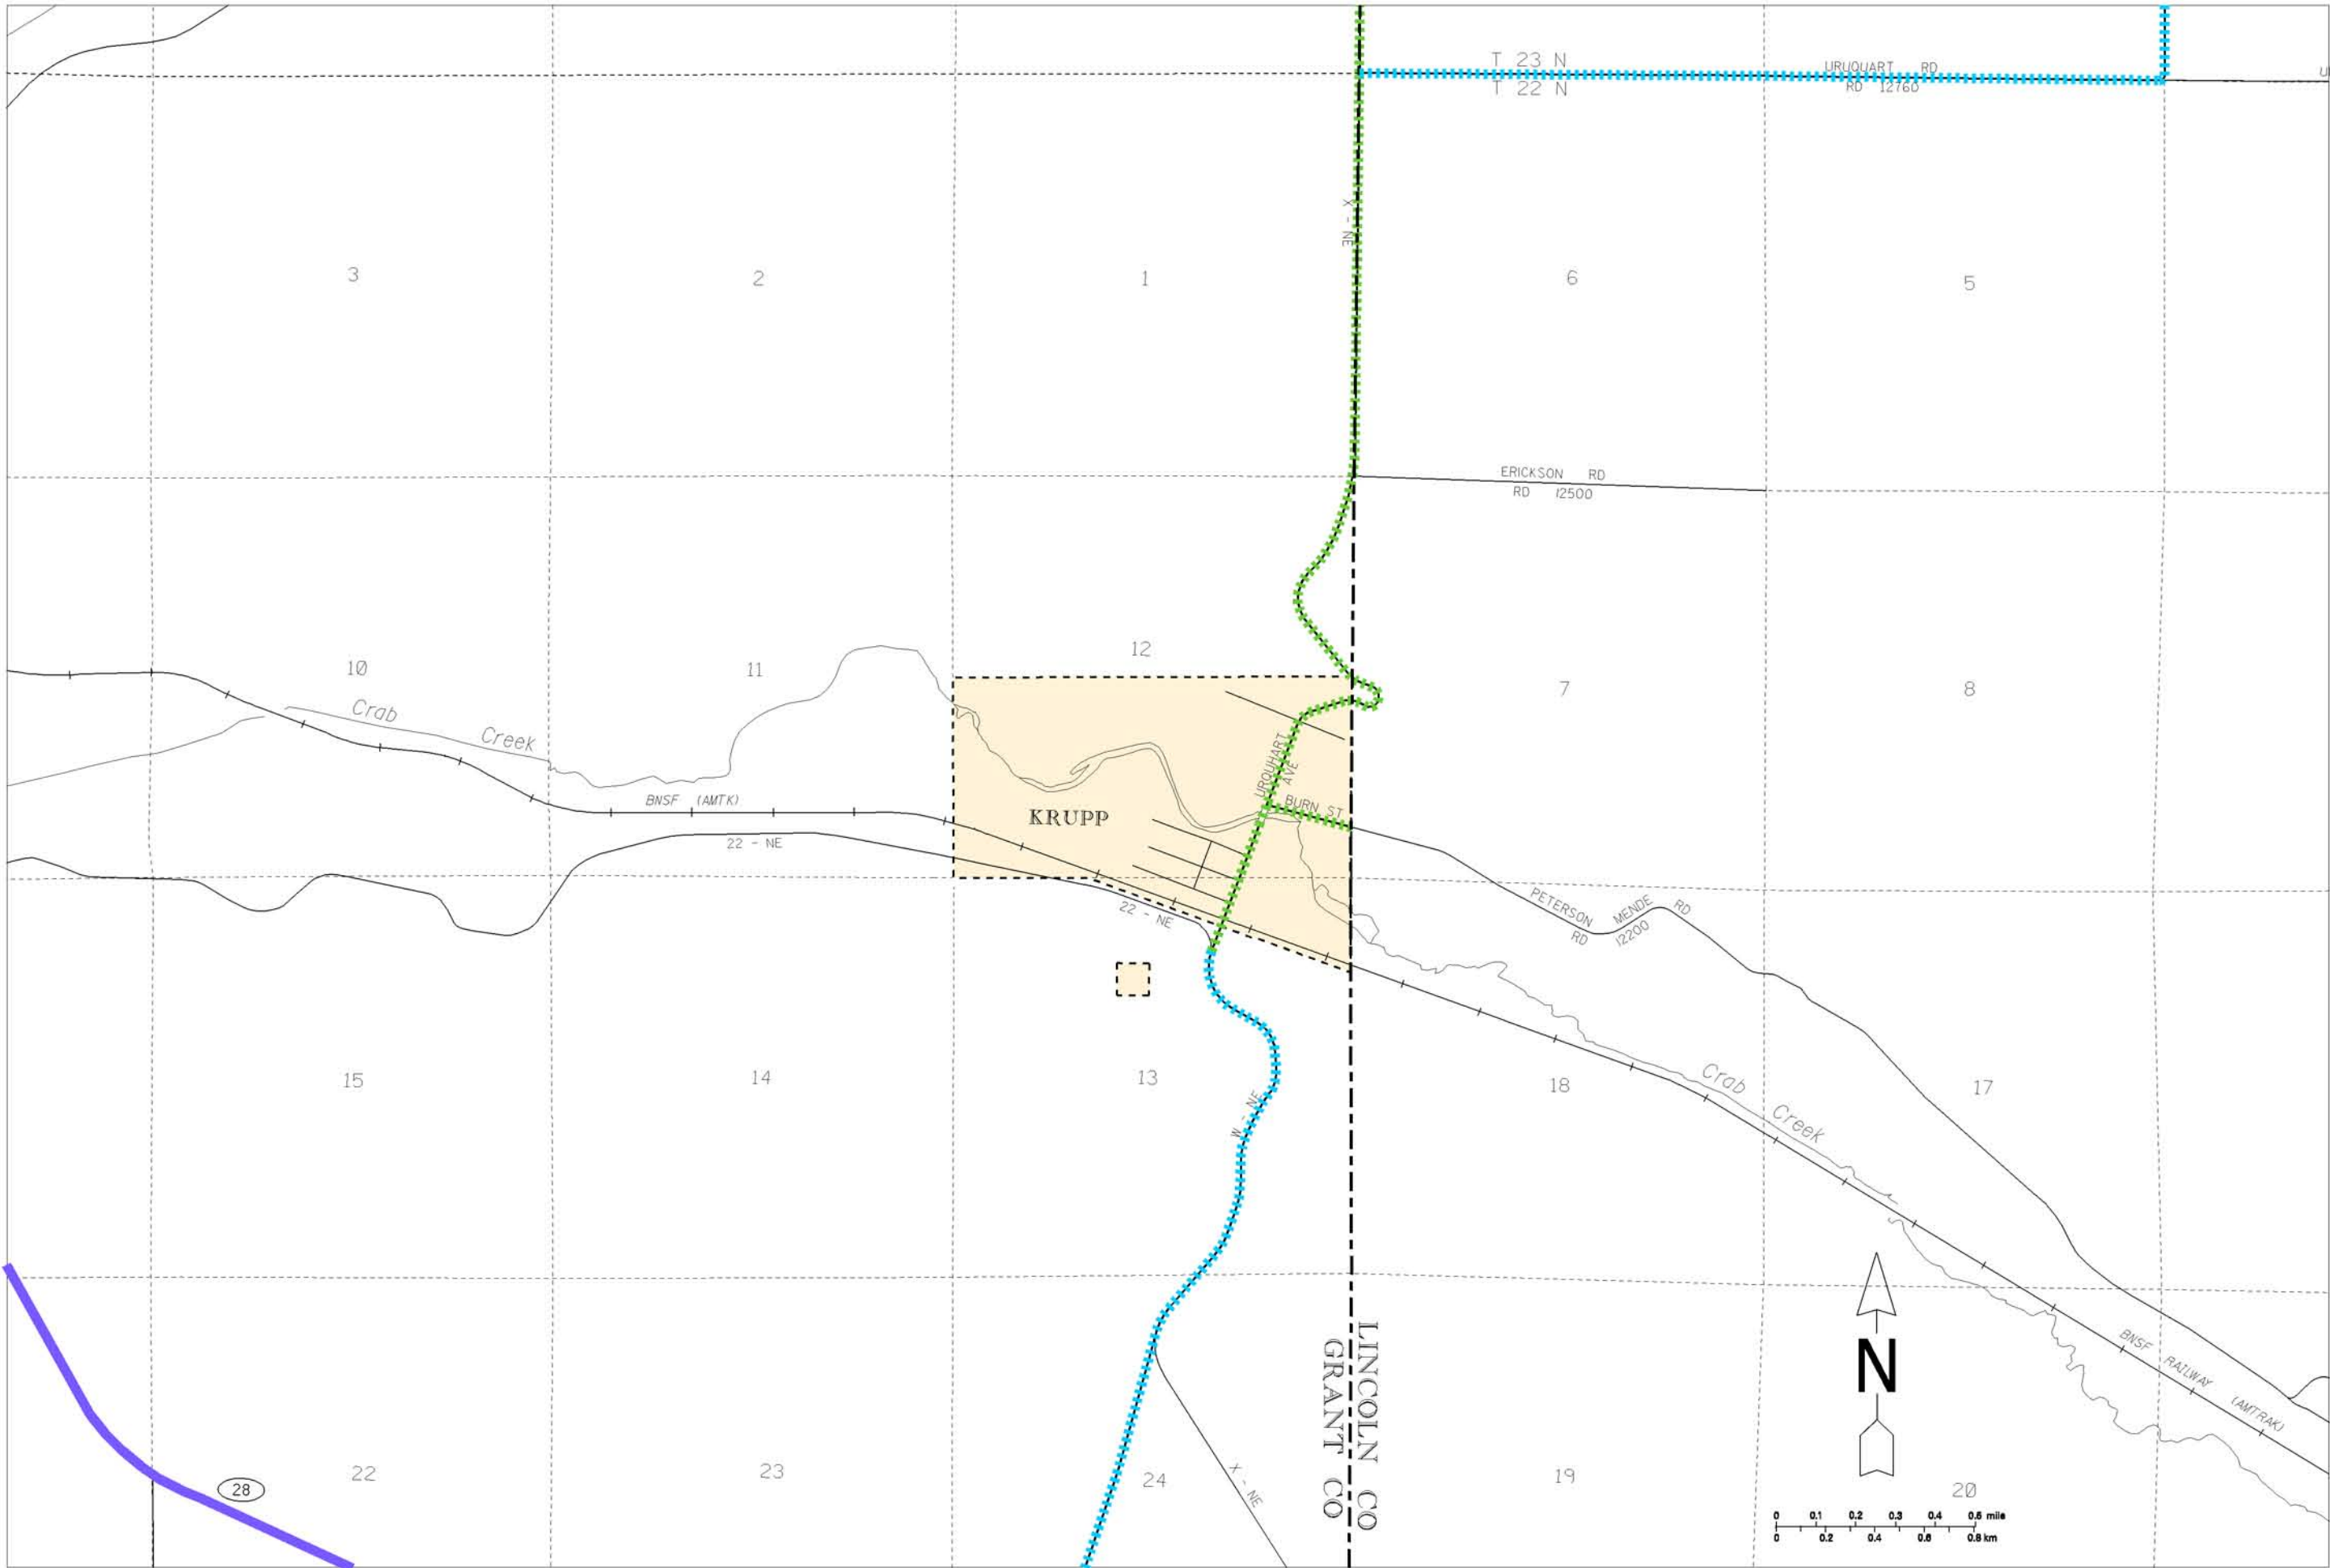 T 23 N
URUQUART RD
U
T 22 N
RD 12760
X - NE
3
2
1
6
5
ERICKSON RD
RD 12500
12
10
11
7
8
Crab
Creek
URQUHART
AVE
BNSF (AMTK)
BURN ST
KRUPP
22 - NE
PETERSON
MENDE
RD
22 - NE
RD
12200
15
14
13
18
17
Crab
Creek
W - NE
LINCOLN CO
GRANT CO
N
BNSF RAILWAY (AMTRAK)
22
23
24
X - NE
19
20
28
0 0.1 0.2 0.3 0.4 0.5 mile
0 0.2 0.4 0.6 0.8 km